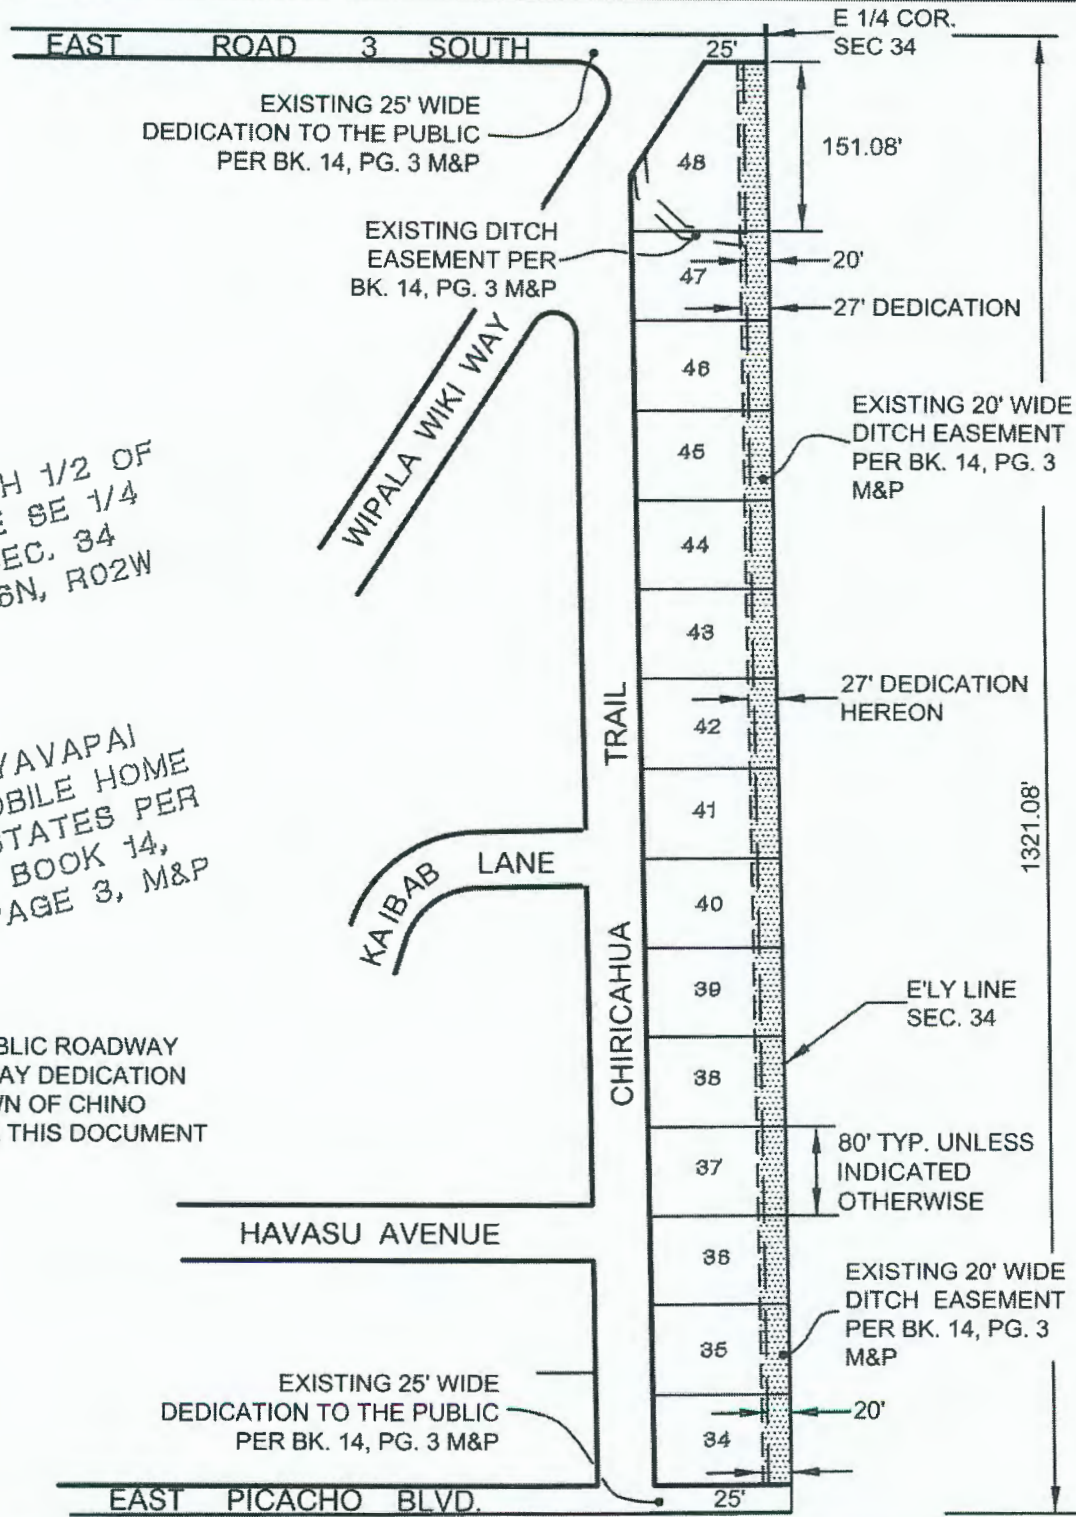 E 1/4 COR.
SEC 34
EAST ROAD 3 SOUTH
25'
EXISTING 25' WIDE
DEDICATION TO THE PUBLIC
PER BK. 14, PG. 3 M&P
151.08'
48
EXISTING DITCH
EASEMENT PER
BK. 14, PG. 3 M&P
47
20'
27' DEDICATION
WIPALA WIKI WAY
46
EXISTING 20' WIDE
DITCH EASEMENT
PER BK. 14, PG. 3
M&P
45
H 1/2 OF
SE 1/4
EC. 34
6N, R02W
44
43
27' DEDICATION
HEREON
42
TRAIL
YAVAPAI
OBILE HOME
STATES PER
BOOK 14,
PAGE 3, M&P
41
1321.08'
KAIBAB LANE
40
CHIRICAHUA
39
E'LY LINE
SEC. 34
38
BLIC ROADWAY
AY DEDICATION
WN OF CHINO
THIS DOCUMENT
37
80' TYP. UNLESS
INDICATED
OTHERWISE
HAVASU AVENUE
36
EXISTING 20' WIDE
DITCH EASEMENT
PER BK. 14, PG. 3
M&P
35
EXISTING 25' WIDE
DEDICATION TO THE PUBLIC
PER BK. 14, PG. 3 M&P
20'
34
EAST PICACHO BLVD.
25'